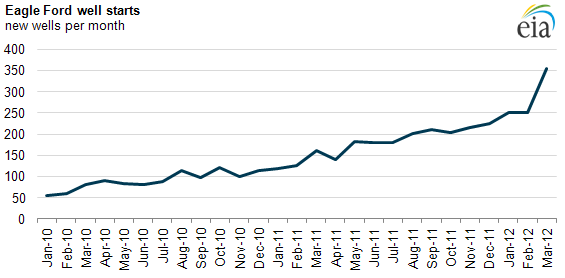 Eagle Ford well starts
new wells per month
eia
400
350
300
250
200
150
100
50
0
Jan-10
Feb-10
Mar-10
Apr-10
May-10
Jun-10
Jul-10
Aug-10
Sep-10
Oct-10
Nov-10
Dec-10
Jan-11
Feb-11
Mar-11
Apr-11
May-11
Jun-11
Jul-11
Aug-11
Sep-11
Oct-11
Nov-11
Dec-11
Jan-12
Feb-12
Mar-12